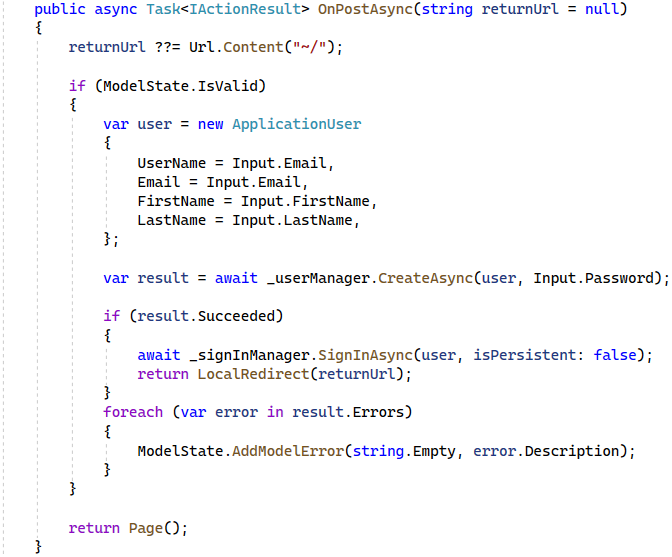 public async Task<IActionResult> OnPostAsync(string returnUrl = null)
{
    returnUrl ??= Url.Content("~/");

    if (ModelState.IsValid)
    {
        var user = new ApplicationUser
        {
            UserName = Input.Email,
            Email = Input.Email,
            FirstName = Input.FirstName,
            LastName = Input.LastName,
        };

        var result = await _userManager.CreateAsync(user, Input.Password);

        if (result.Succeeded)
        {
            await _signInManager.SignInAsync(user, isPersistent: false);
            return LocalRedirect(returnUrl);
        }
        foreach (var error in result.Errors)
        {
            ModelState.AddModelError(string.Empty, error.Description);
        }
    }

    return Page();
}